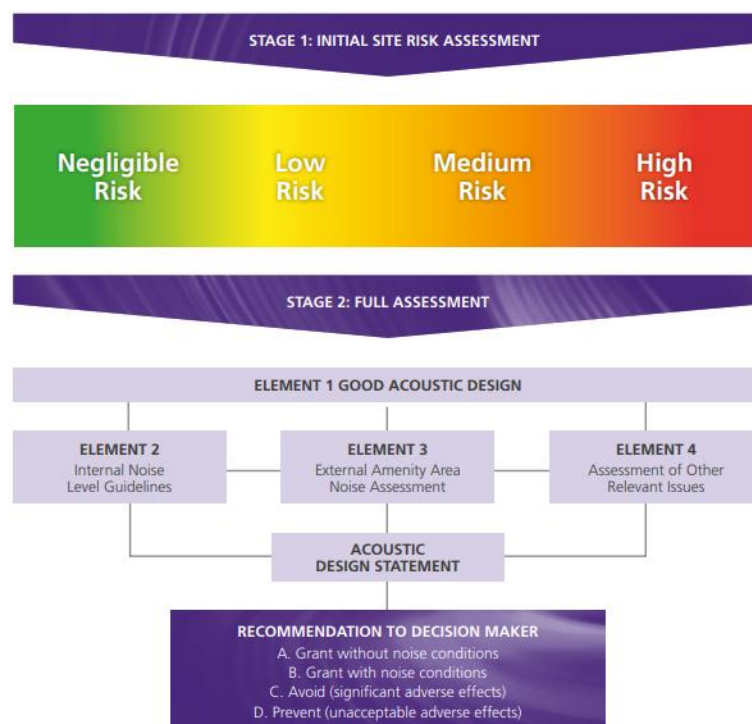 STAGE 1: INITIAL SITE RISK ASSESSMENT
Negligible
Risk
Low
Risk
Medium
Risk
High
Risk
STAGE 2: FULL ASSESSMENT
ELEMENT 1 GOOD ACOUSTIC DESIGN
ELEMENT 2
Internal Noise
Level Guidelines
ELEMENT 3
External Amenity Area
Noise Assessment
ELEMENT 4
Assessment of Other
Relevant Issues
ACOUSTIC
DESIGN STATEMENT
RECOMMENDATION TO DECISION MAKER
A. Grant without noise conditions
B. Grant with noise conditions
C. Avoid (significant adverse effects)
D. Prevent (unacceptable adverse effects)